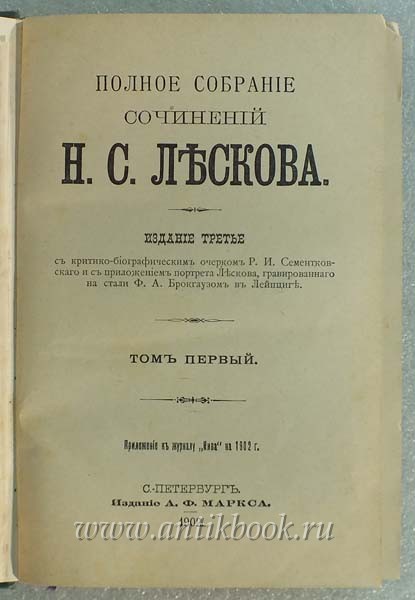 ПОЛНОЕ СОБРАНІЕ
СОЧИНЕНІЙ
Н. С. ЛѢСКОВА.
ИЗДАНІЕ ТРЕТЬЕ
съ критико-біографическимъ очеркомъ Р. И. Сементков-
скаго и съ приложеніемъ портрета Лѣскова, гравированнаго
на стали Ф. А. Брокгаузомъ въ Лейпцигѣ.
ТОМЪ ПЕРВЫЙ.
Приложеніе къ журналу „Нива" на 1902 г.
С.-ПЕТЕРБУРГЪ.
Изданіе А. Ф. МАРКСА.
www.antikbook.ru
1902